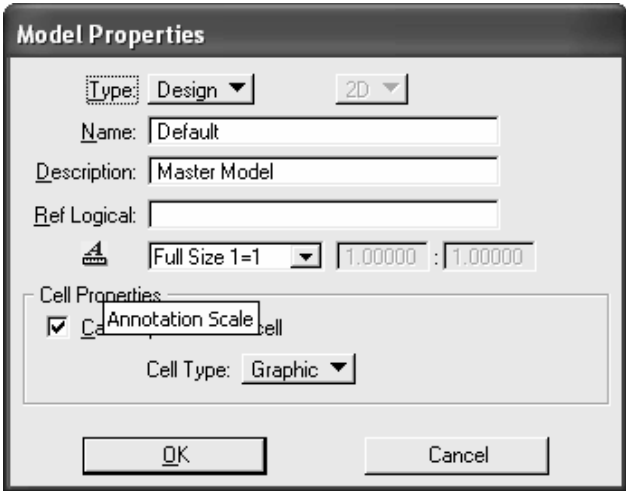 Model Properties
Type: Design 2D
Name: Default
Description: Master Model
Ref Logical:
A Full Size 1=1 1.00000 : 1.00000
Cell Properties
Annotation Scale
cell
Cell Type: Graphic
OK Cancel